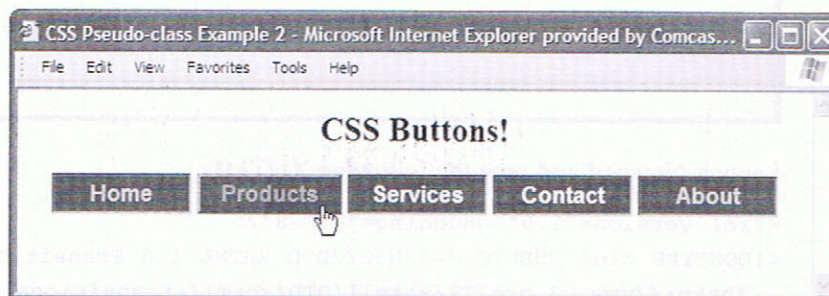 CSS Pseudo-class Example 2 - Microsoft Internet Explorer provided by Comcas...
File Edit View Favorites Tools Help
CSS Buttons!
Home Products Services Contact About